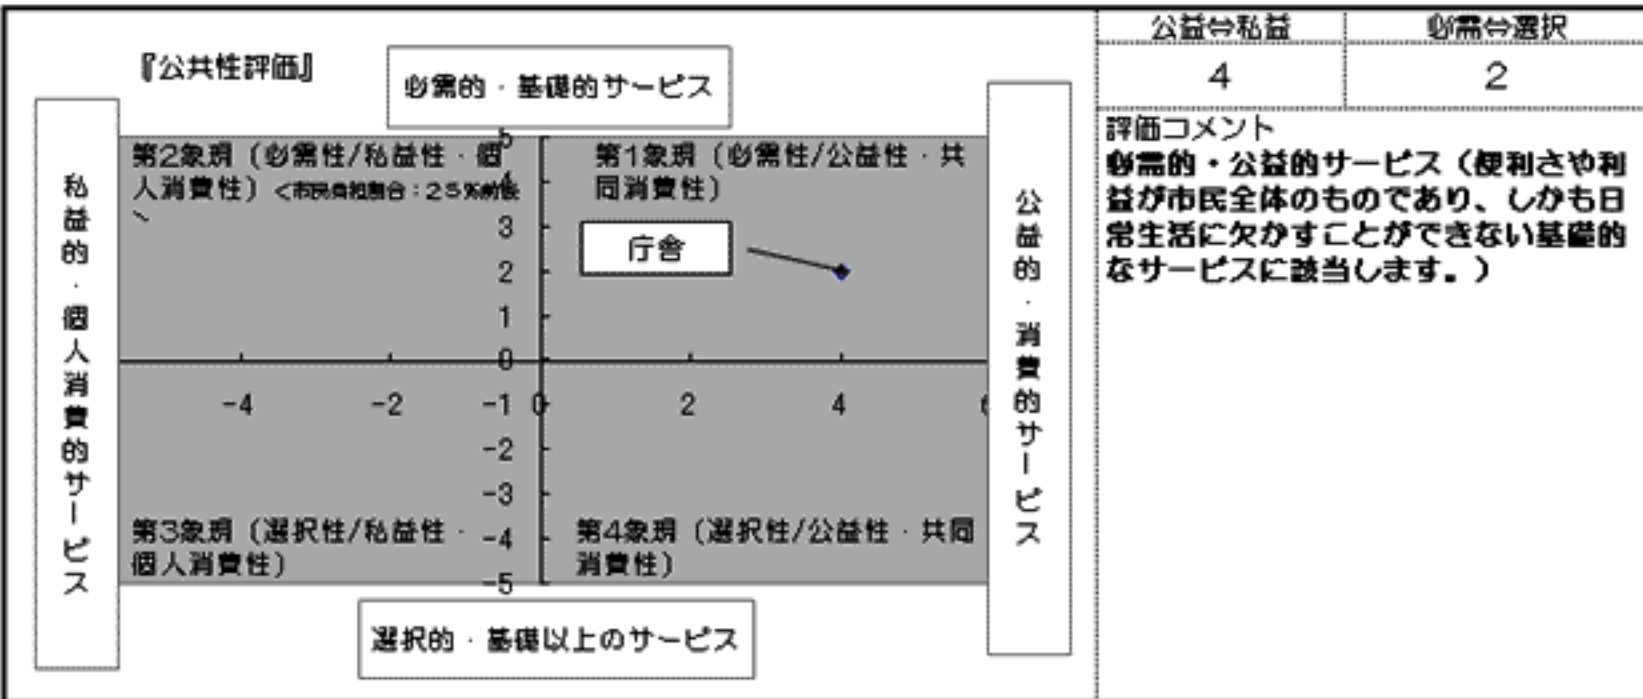 『公共性評価』
必需的・基礎的サービス
私益的・個人消費的サービス
公益的・消費的サービス
第2象現（必需性/私益性・個
人消費性）<市民負担割合：25%前後
第1象現（必需性/公益性・共
同消費性）
庁舎
5
4
3
2
1
0
-1
-2
-3
-4
-5
-4
-2
0
2
4
6
第3象現（選択性/私益性・
個人消費性）
第4象現（選択性/公益性・共同
消費性）
選択的・基礎以上のサービス
公益⇔私益
必需⇔選択
4
2
評価コメント
必需的・公益的サービス（便利さや利
益が市民全体のものであり、しかも日
常生活に欠かすことができない基礎的
なサービスに該当します。）